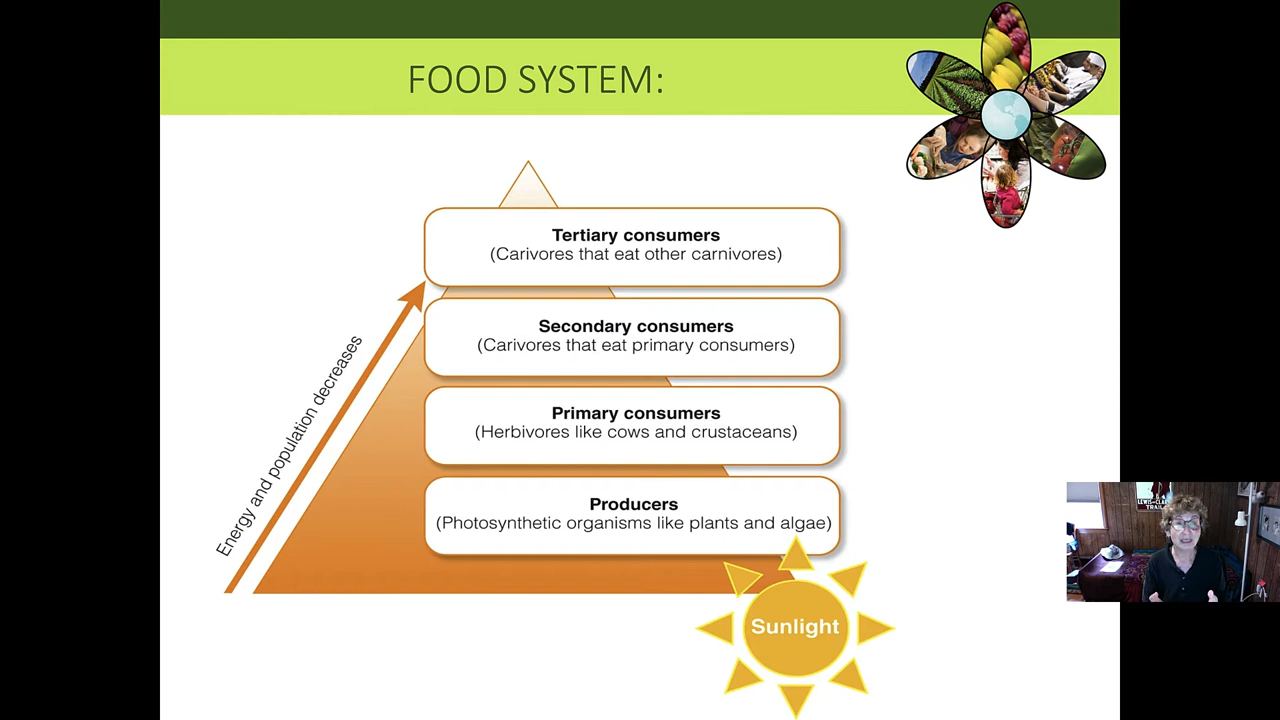 FOOD SYSTEM:
Tertiary consumers
(Carivores that eat other carnivores)
Secondary consumers
(Carivores that eat primary consumers)
Primary consumers
(Herbivores like cows and crustaceans)
Producers
(Photosynthetic organisms like plants and algae)
Energy and population decreases
Sunlight
TRAIL